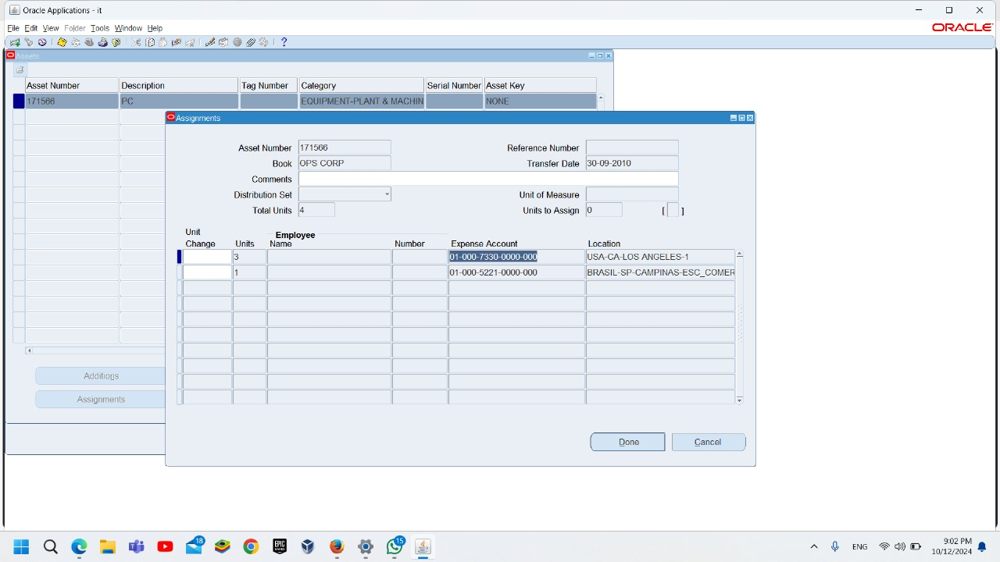 Oracle Applications - it
File Edit View Folder Tools Window Help
ORACLE
Assets
Asset Number Description Tag Number Category Serial Number Asset Key
171566 PC EQUIPMENT-PLANT & MACHIN NONE
Assignments
Asset Number 171566 Reference Number
Book OPS CORP Transfer Date 30-09-2010
Comments
Distribution Set Unit of Measure
Total Units 4 Units to Assign 0 [ ]
Unit Employee
Change Units Name Number Expense Account Location
3 01-000-7330-0000-000 USA-CA-LOS ANGELES-1
1 01-000-5221-0000-000 BRASIL-SP-CAMPINAS-ESC_COMER
Additions
Assignments
Done Cancel
18
EPIC GAMES
15
ENG
9:02 PM
10/12/2024